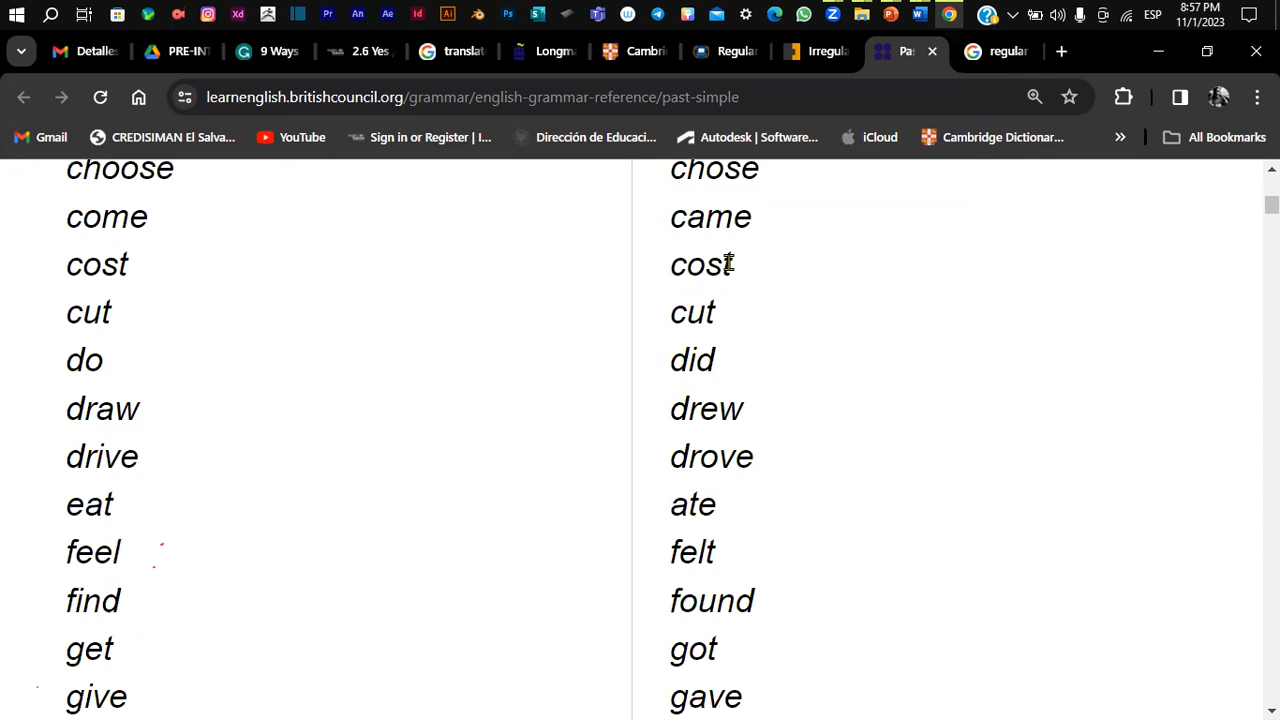 8:57 PM
ESP
11/1/2023
Detalles
PRE-INT
9 Ways
2.6 Yes
translat
Longm
Cambri
Regular
Irregula
Pas
regular
learnenglish.britishcouncil.org/grammar/english-grammar-reference/past-simple
Gmail
CREDISIMAN El Salva...
YouTube
Sign in or Register | I...
Dirección de Educaci...
Autodesk | Software...
iCloud
Cambridge Dictionar...
»
All Bookmarks
choose chose
come came
cost cost
cut cut
do did
draw drew
drive drove
eat ate
feel felt
find found
get got
give gave